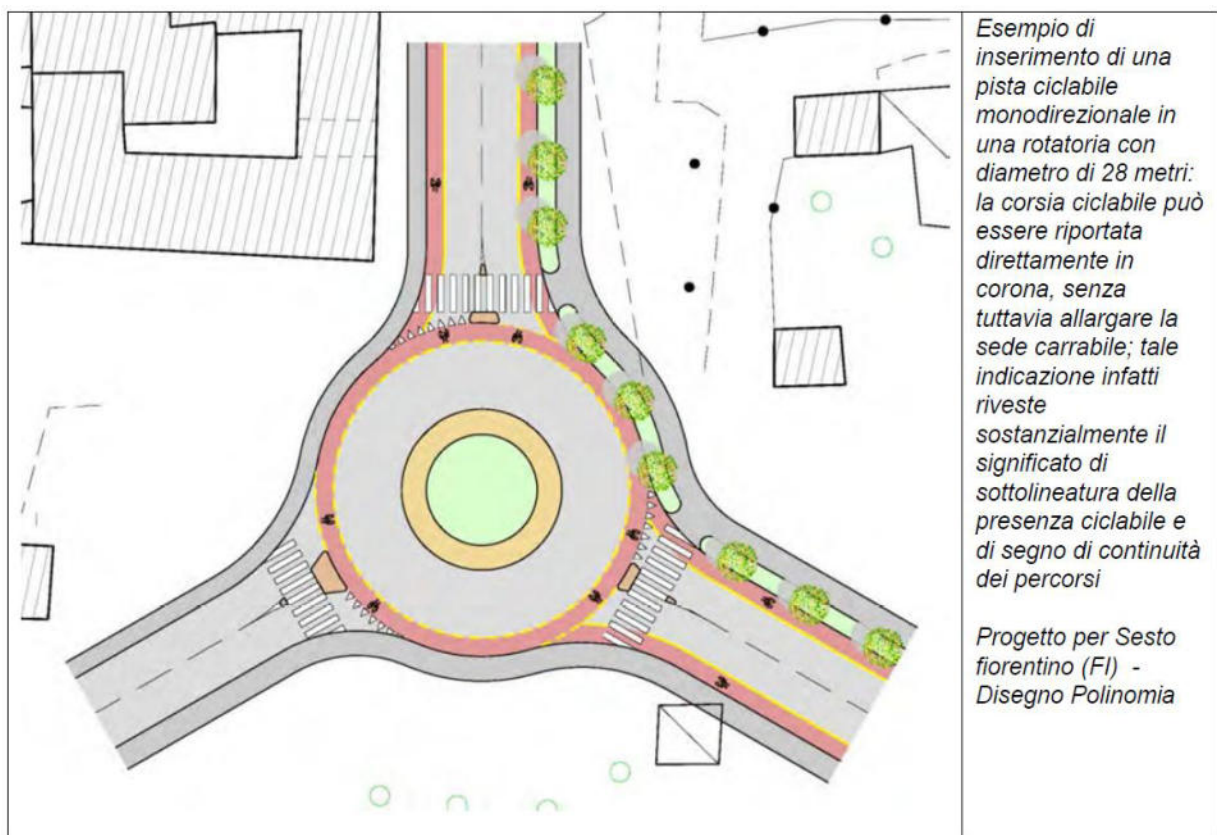 Esempio di
inserimento di una
pista ciclabile
monodirezionale in
una rotatoria con
diametro di 28 metri:
la corsia ciclabile può
essere riportata
direttamente in
corona, senza
tuttavia allargare la
sede carrabile; tale
indicazione infatti
riveste
sostanzialmente il
significato di
sottolineatura della
presenza ciclabile e
di segno di continuità
dei percorsi
Progetto per Sesto
fiorentino (FI) -
Disegno Polinomia